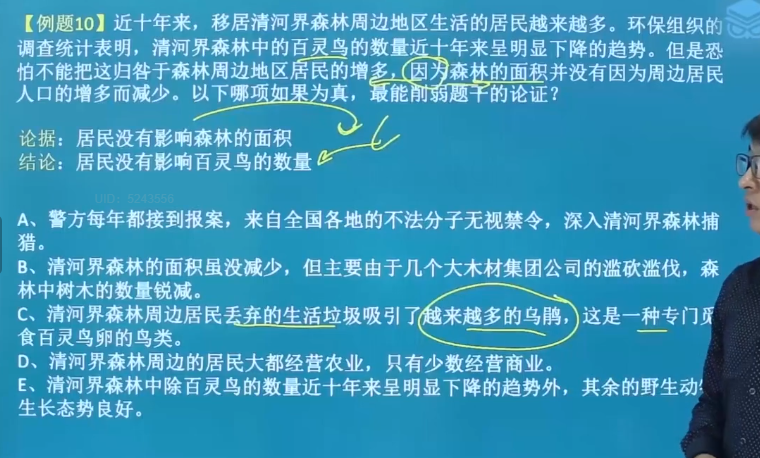 【例题10】近十年来，移居清河界森林周边地区生活的居民越来越多。环保组织的
调查统计表明，清河界森林中的百灵鸟的数量近十年来呈明显下降的趋势。但是恐
怕不能把这归咎于森林周边地区居民的增多，因为森林的面积并没有因为周边居民
人口的增多而减少。以下哪项如果为真，最能削弱题干的论证？
论据：居民没有影响森林的面积
结论：居民没有影响百灵鸟的数量
UID：5243556
A、警方每年都接到报案，来自全国各地的不法分子无视禁令，深入清河界森林捕
猎。
B、清河界森林的面积虽没减少，但主要由于几个大木材集团公司的滥砍滥伐，森
林中树木的数量锐减。
C、清河界森林周边居民丢弃的生活垃圾吸引了越来越多的乌鹃，这是一种专门
食百灵鸟卵的鸟类。
D、清河界森林周边的居民大都经营农业，只有少数经营商业。
E、清河界森林中除百灵鸟的数量近十年来呈明显下降的趋势外，其余的野生动
生长态势良好。